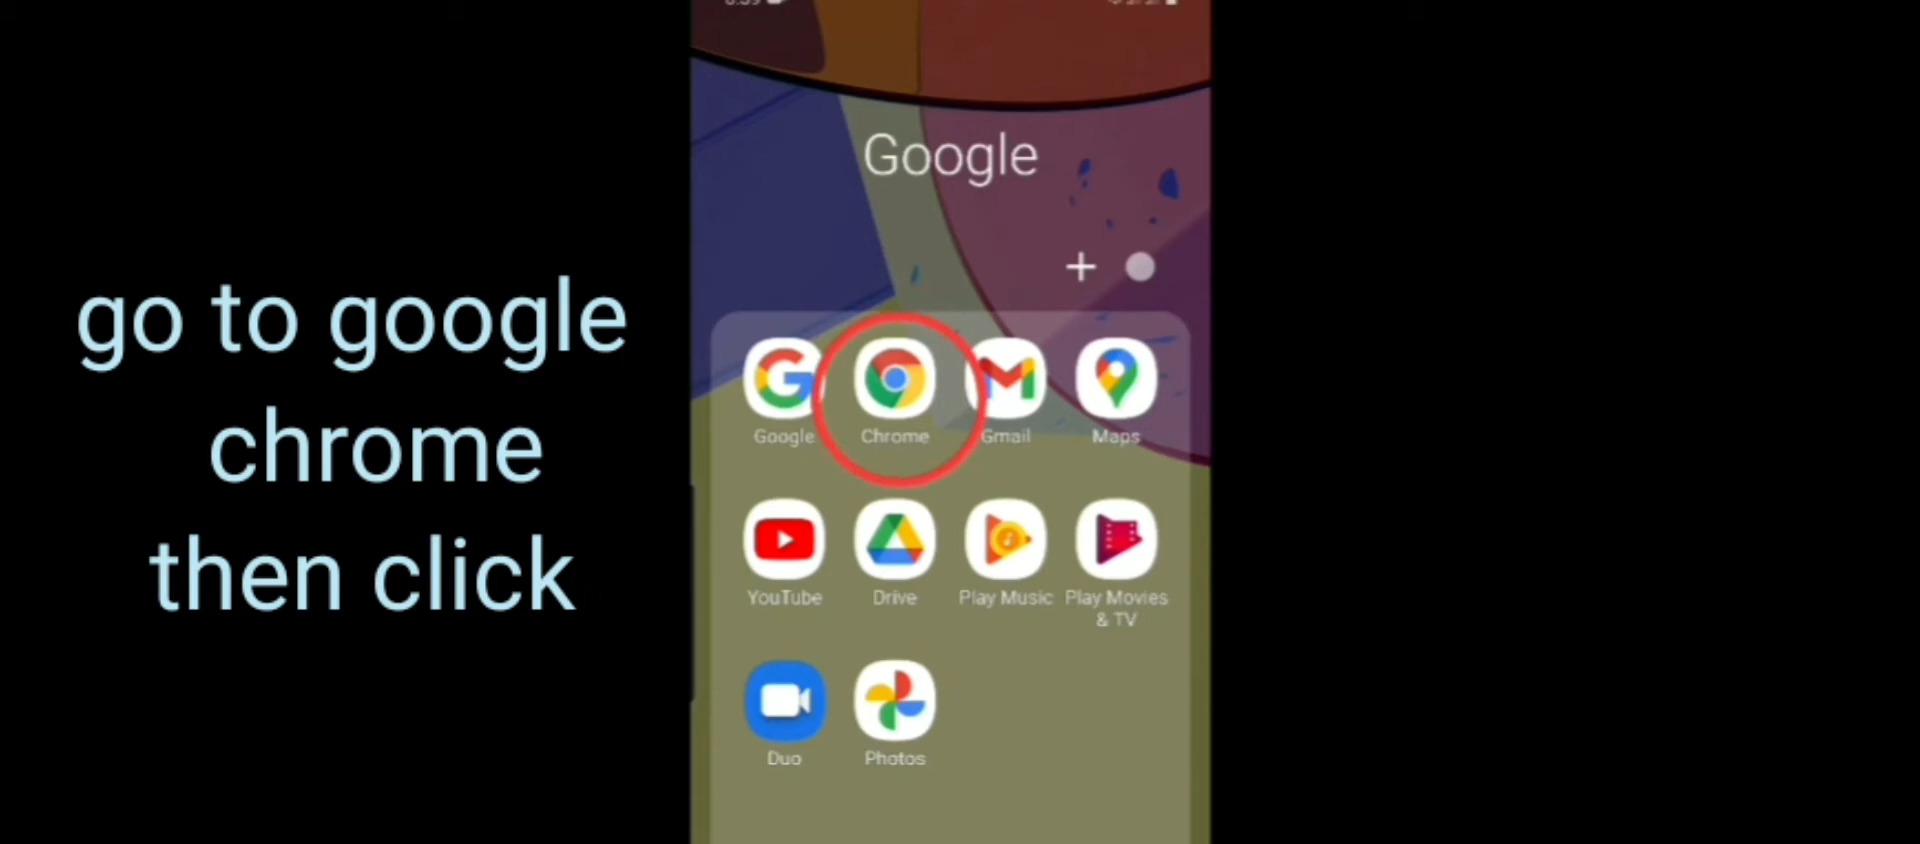 go to google
chrome
then click
Google
Google Chrome Gmail Maps
YouTube Drive Play Music Play Movies
& TV
Duo Photos